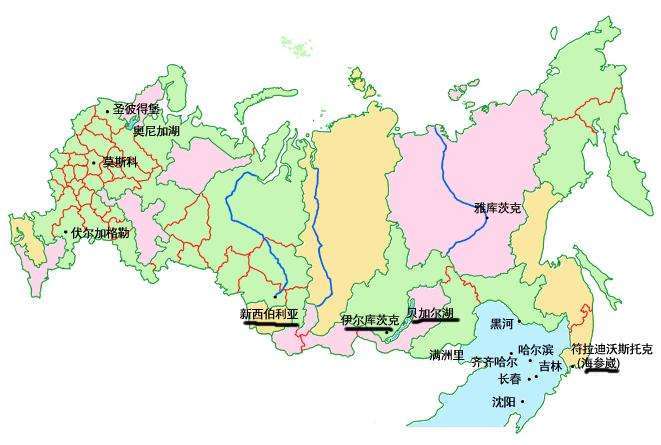 圣彼得堡
奥尼加湖
莫斯科
伏尔加格勒
雅库茨克
新西伯利亚
伊尔库茨克
贝加尔湖
黑河
满洲里
齐齐哈尔
哈尔滨
吉林
长春
沈阳
符拉迪沃斯托克
(海参崴)